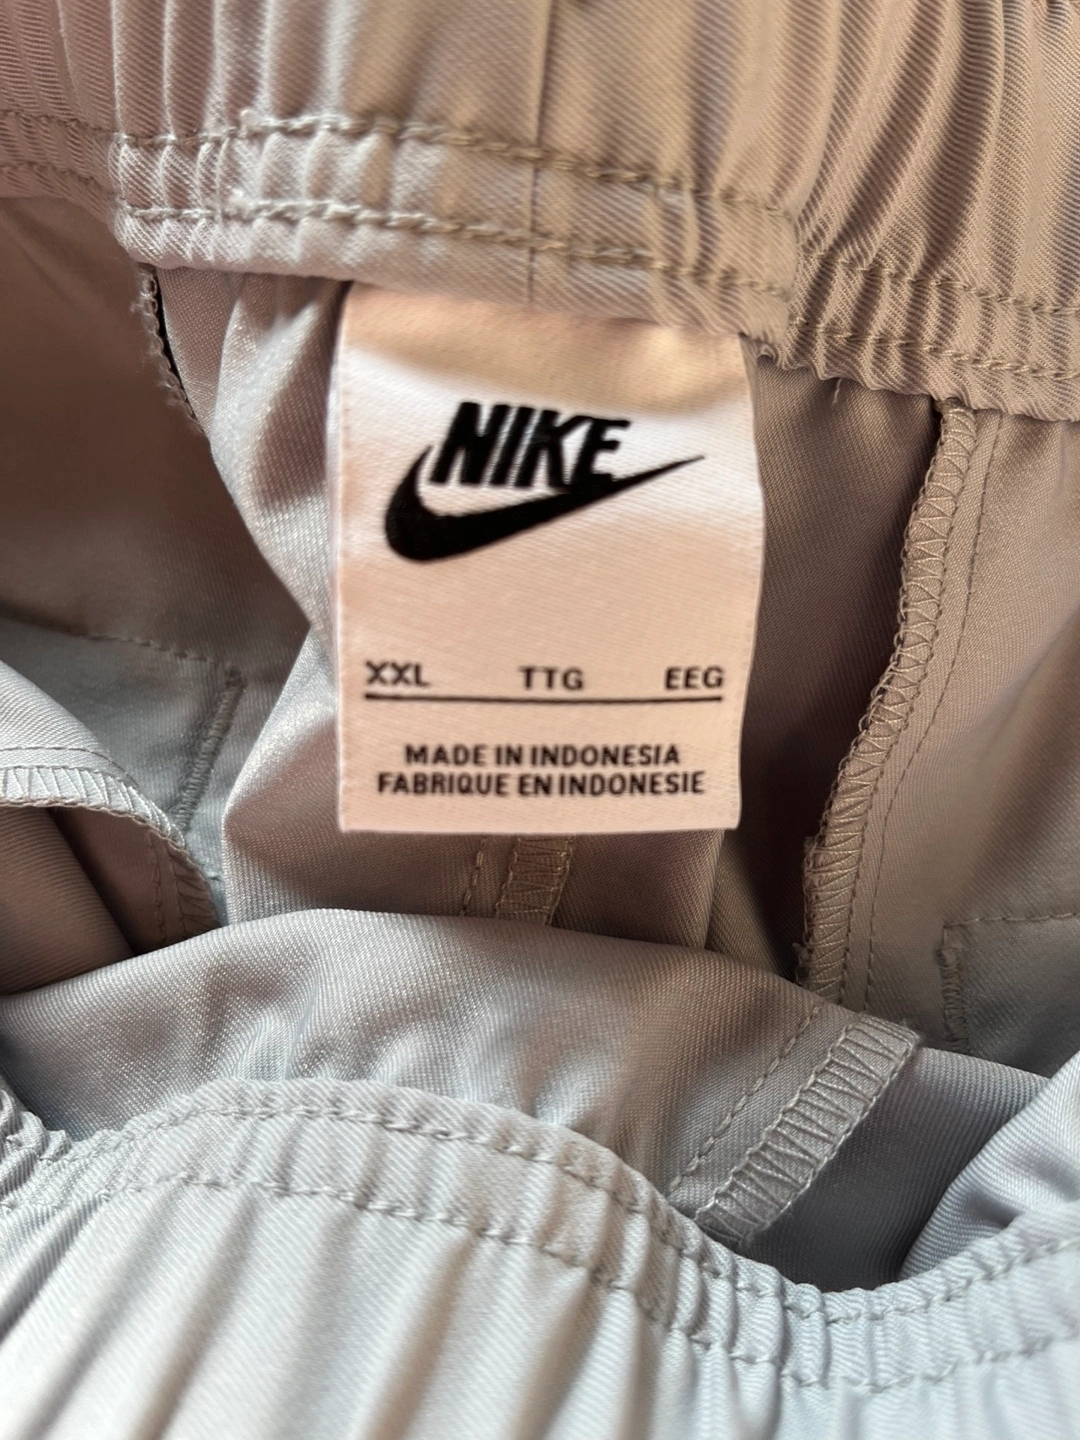 NIKE
XXL TTG EEG
MADE IN INDONESIA
FABRIQUE EN INDONESIE